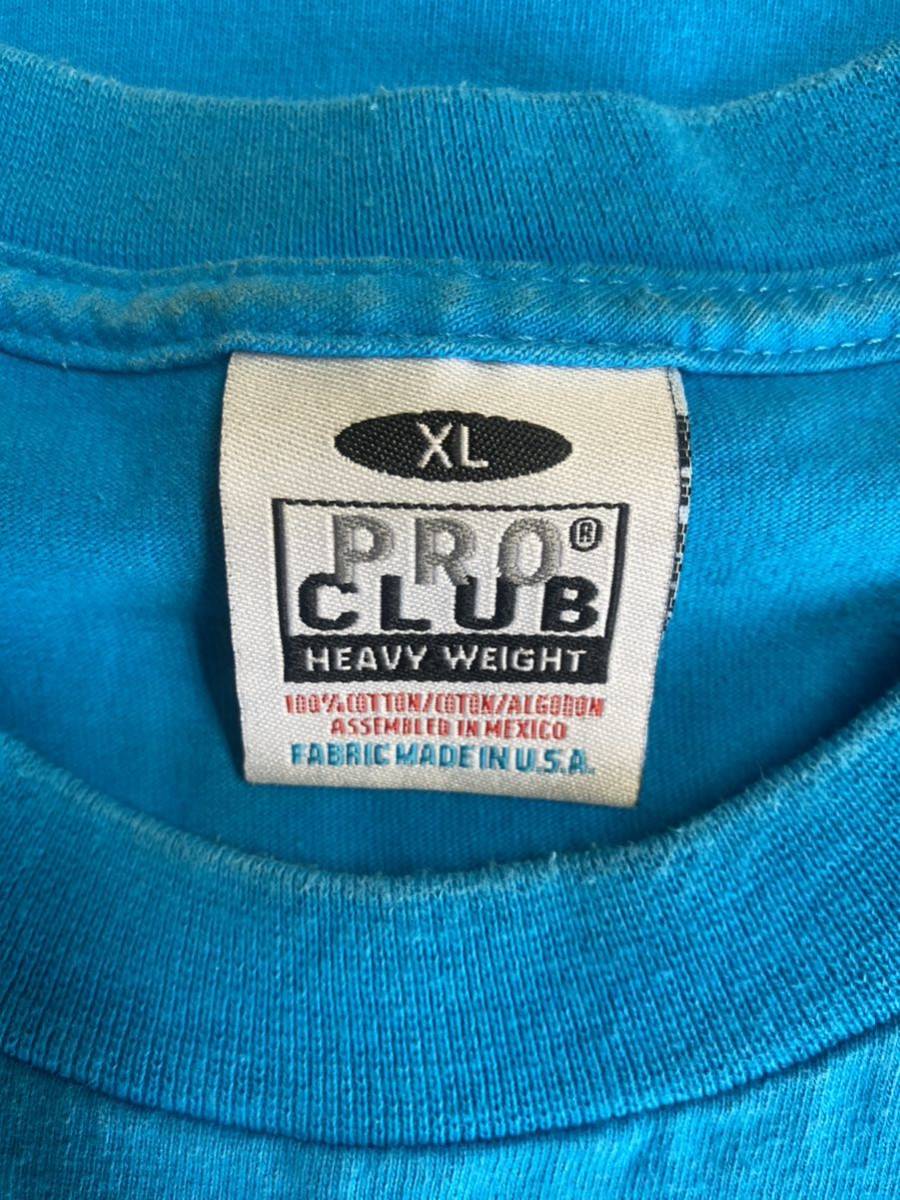 XL
PRO®
CLUB
HEAVY WEIGHT
100% COTTON/COTON/ALGODON
ASSEMBLED IN MEXICO
FABRIC MADE IN U.S.A.